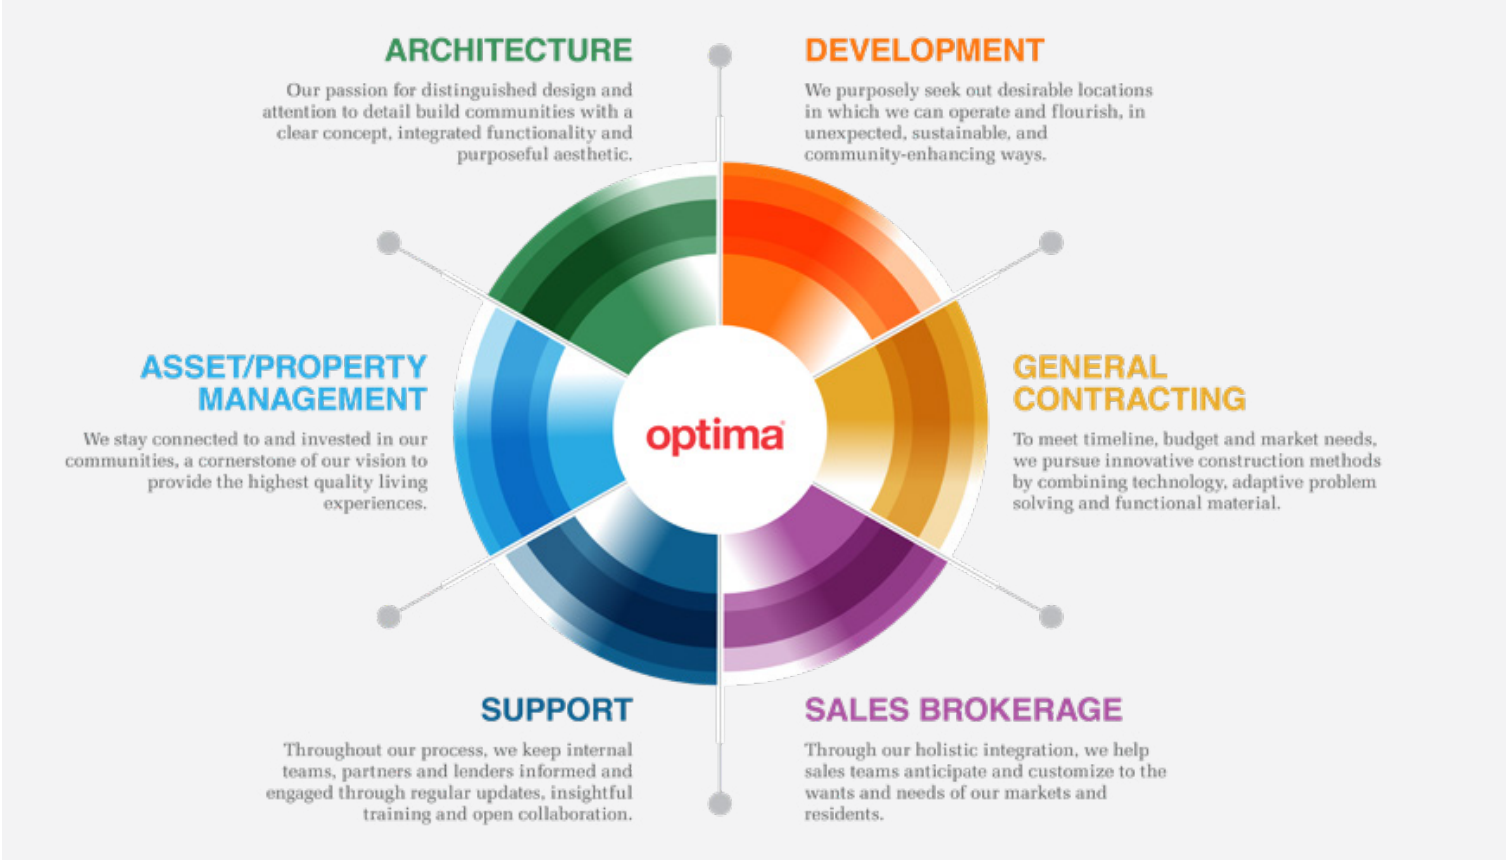 ARCHITECTURE
Our passion for distinguished design and
attention to detail build communities with a
clear concept, integrated functionality and
purposeful aesthetic.
DEVELOPMENT
We purposely seek out desirable locations
in which we can operate and flourish, in
unexpected, sustainable, and
community-enhancing ways.
ASSET/PROPERTY
MANAGEMENT
We stay connected to and invested in our
communities, a cornerstone of our vision to
provide the highest quality living
experiences.
optima
GENERAL
CONTRACTING
To meet timeline, budget and market needs,
we pursue innovative construction methods
by combining technology, adaptive problem
solving and functional material.
SUPPORT
Throughout our process, we keep internal
teams, partners and lenders informed and
engaged through regular updates, insightful
training and open collaboration.
SALES BROKERAGE
Through our holistic integration, we help
sales teams anticipate and customize to the
wants and needs of our markets and
residents.